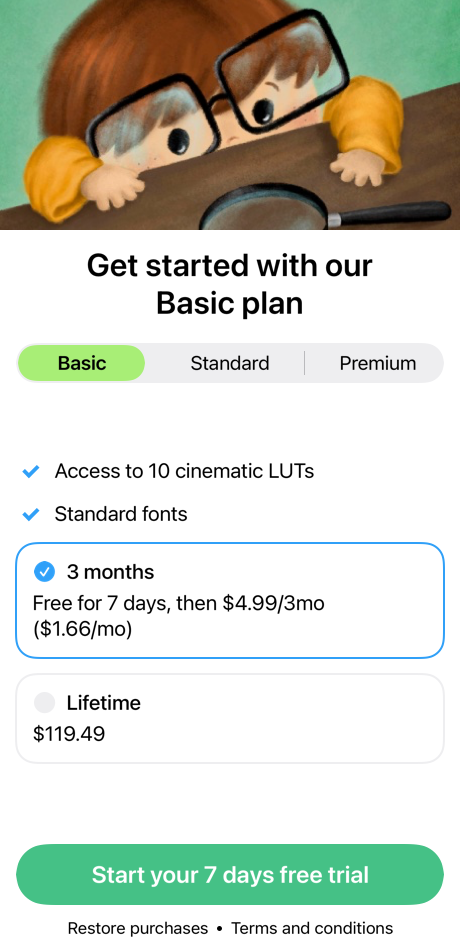 Get started with our
Basic plan
Basic
Standard
Premium
Access to 10 cinematic LUTs
Standard fonts
3 months
Free for 7 days, then $4.99/3mo
($1.66/mo)
Lifetime
$119.49
Start your 7 days free trial
Restore purchases • Terms and conditions